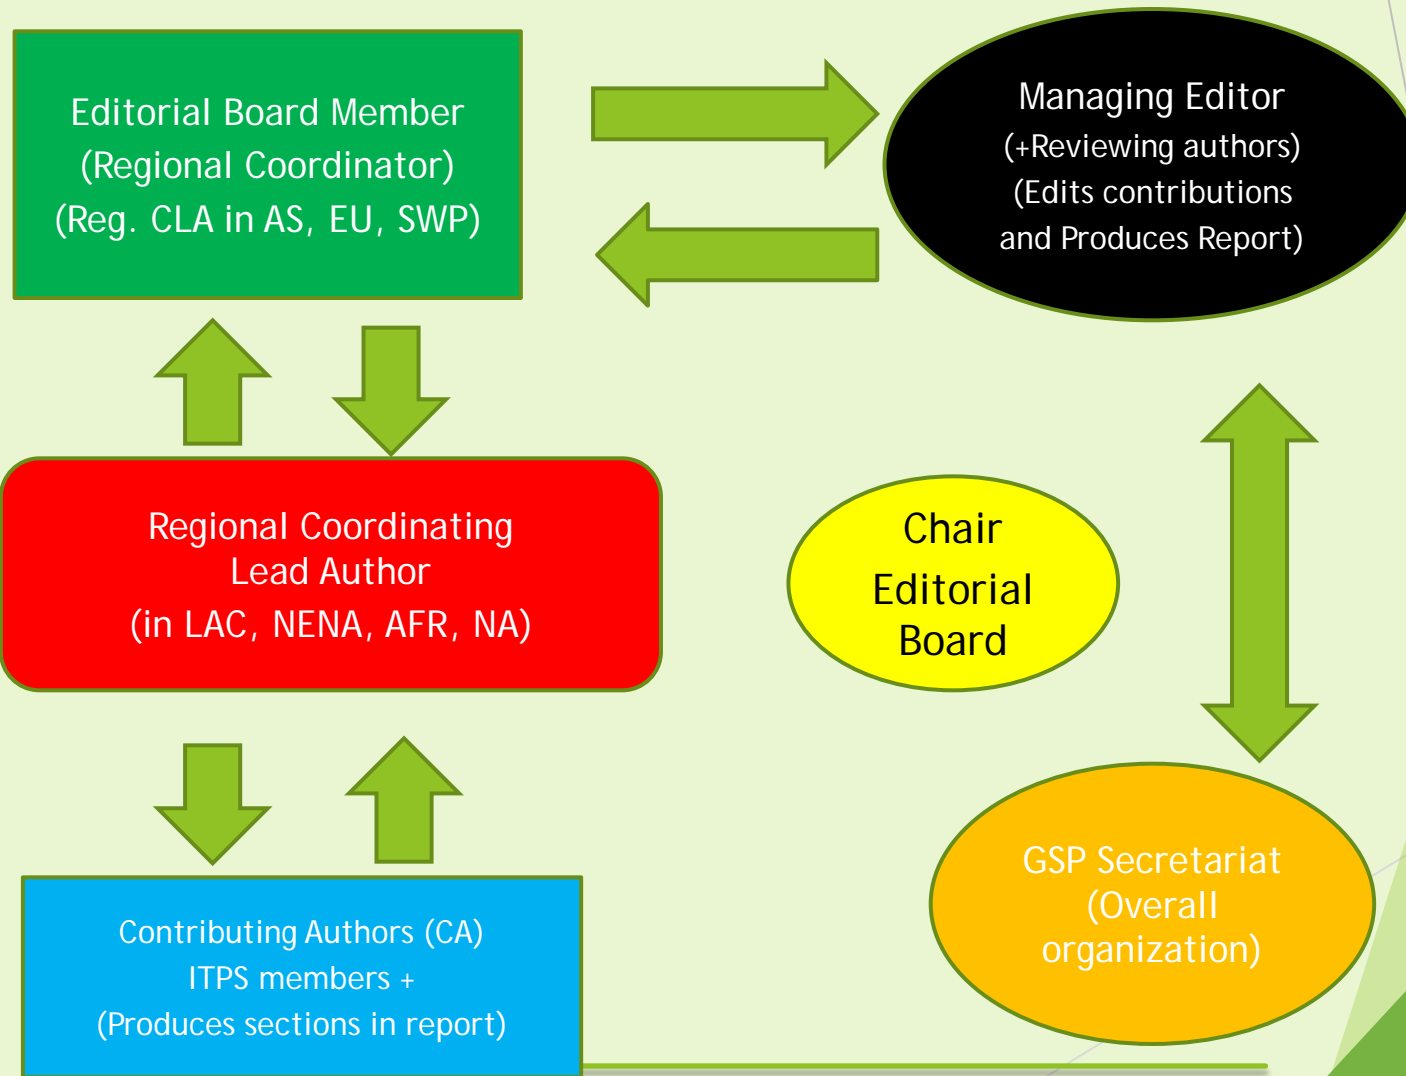 Editorial Board Member
(Regional Coordinator)
(Reg. CLA in AS, EU, SWP)
Managing Editor
(+Reviewing authors)
(Edits contributions
and Produces Report)
Regional Coordinating
Lead Author
(in LAC, NENA, AFR, NA)
Chair
Editorial
Board
Contributing Authors (CA)
ITPS members +
(Produces sections in report)
GSP Secretariat
(Overall
organization)